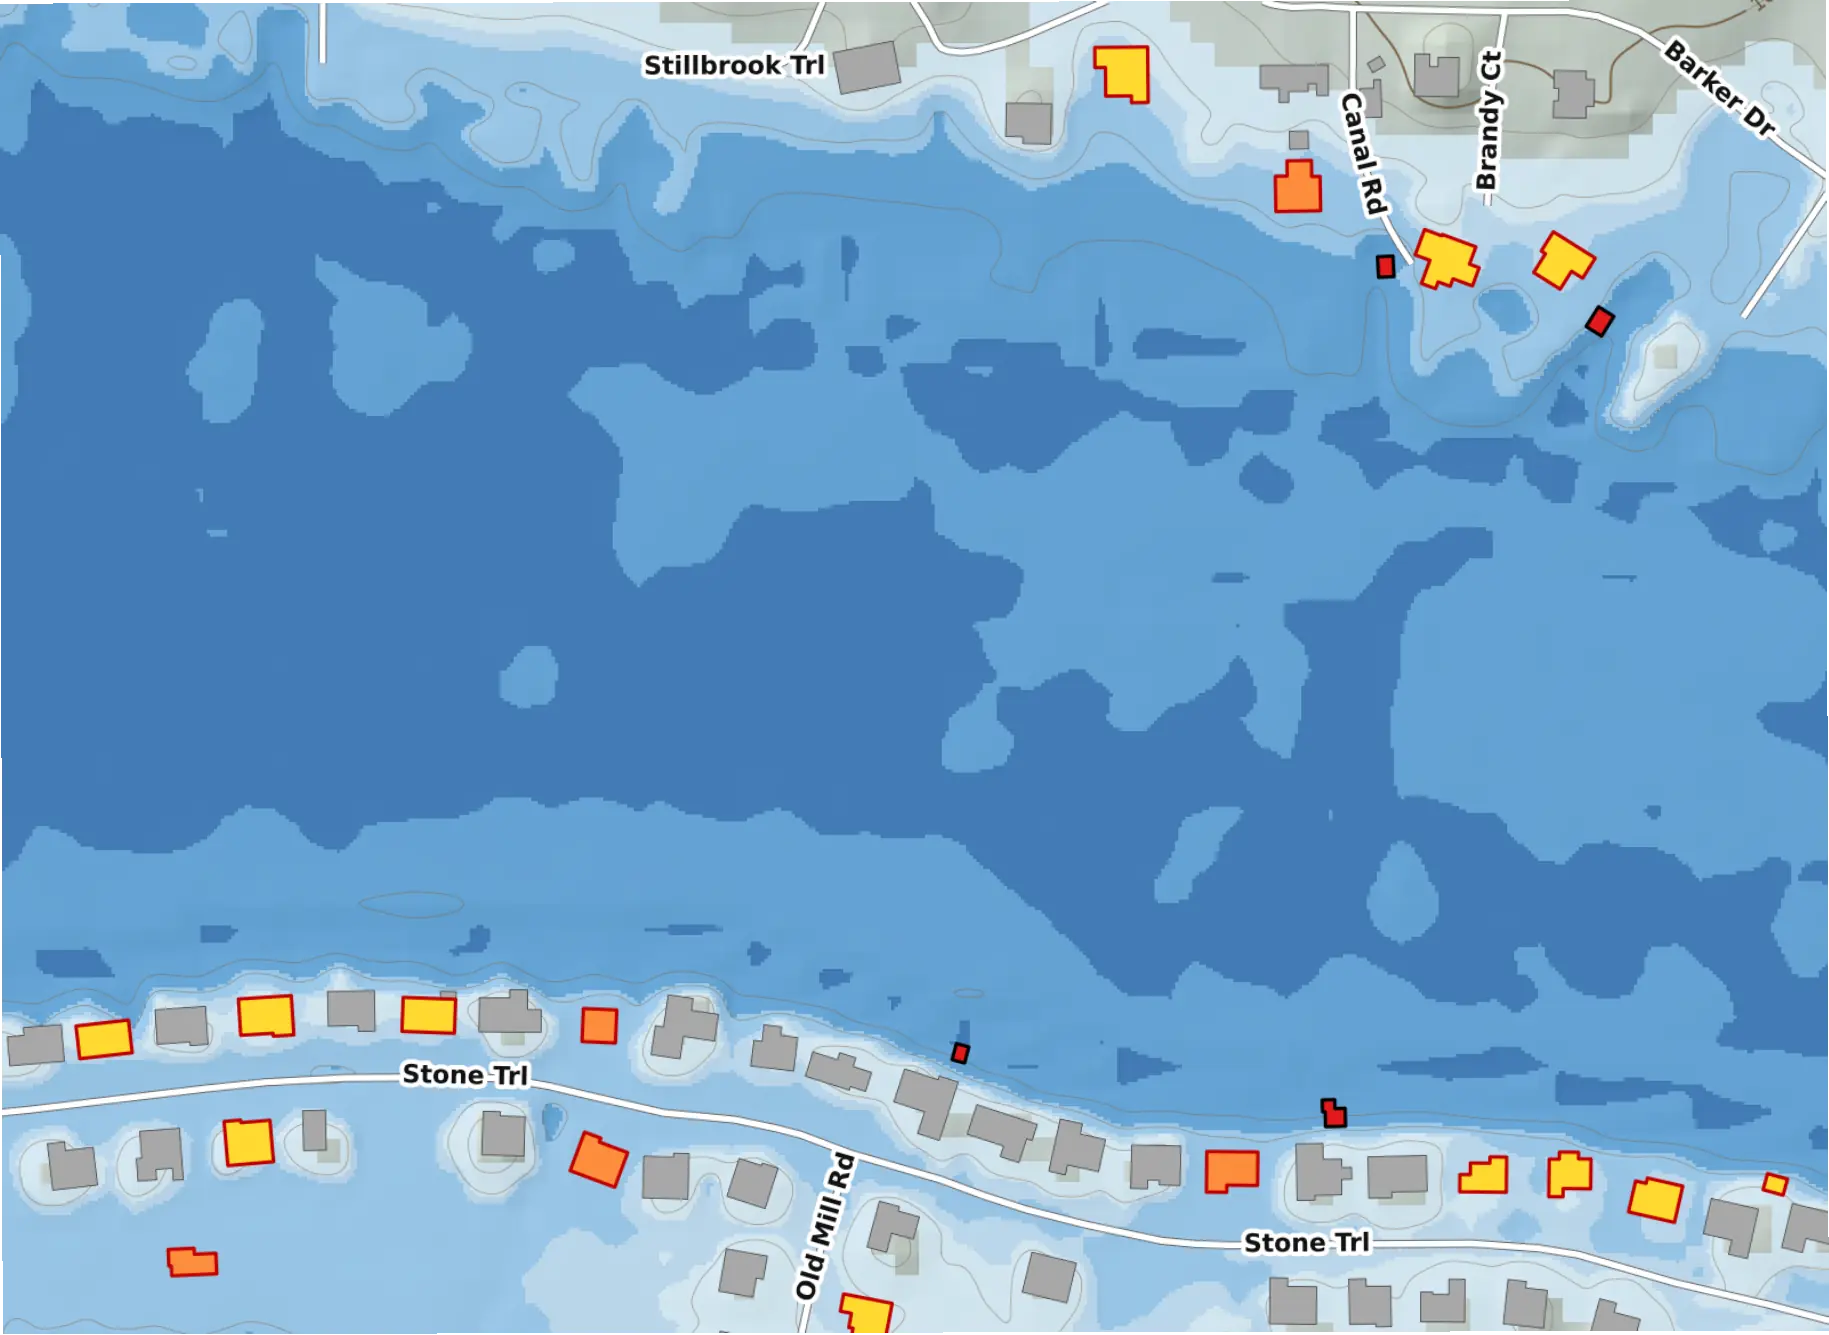 Stillbrook Trl
Canal Rd
Brandy Ct
Barker Dr
Stone Trl
Old Mill Rd
Stone Trl